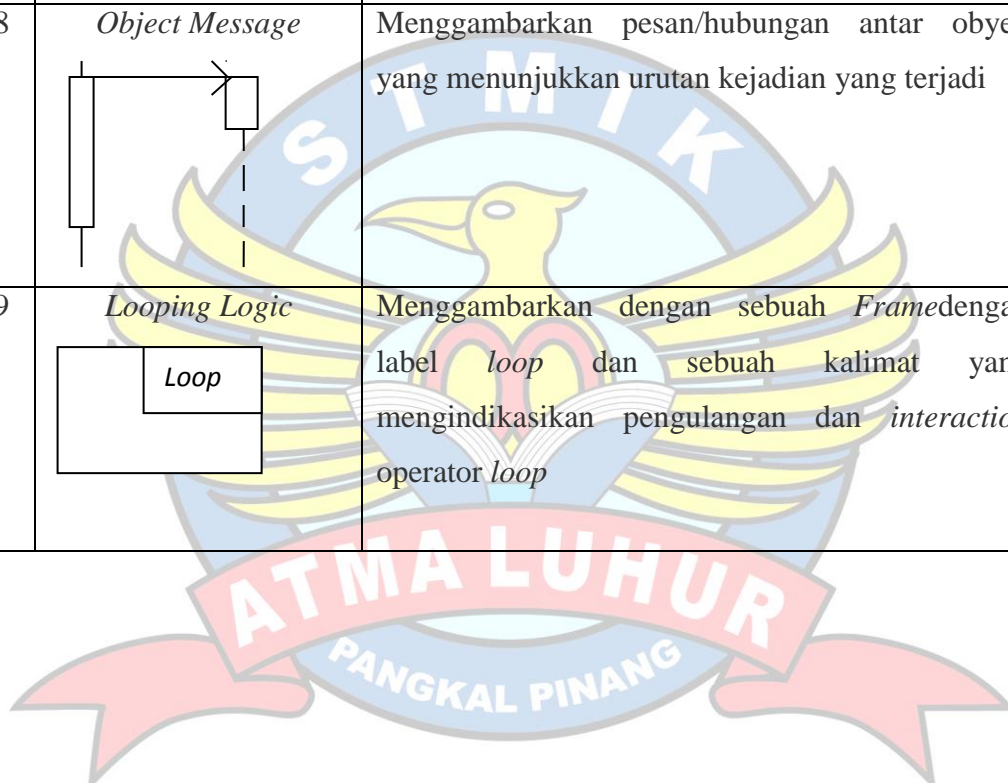 8
Object Message
Menggambarkan pesan/hubungan antar obye
yang menunjukkan urutan kejadian yang terjadi
9
Looping Logic
Loop
Menggambarkan dengan sebuah Framedenga
label loop dan sebuah kalimat yan
mengindikasikan pengulangan dan interactio
operator loop
STMIK
ATMA LUHUR
PANGKAL PINANG